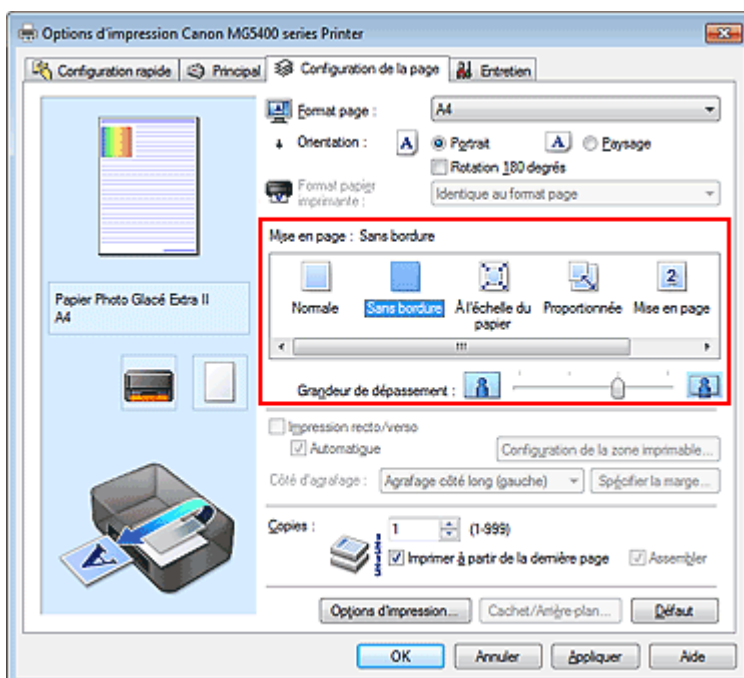 Options d'impression Canon MG5400 series Printer
Configuration rapide Principal Configuration de la page Entretien
Format page : A4
Orientation : A Portrait A Paysage
Rotation 180 degrés
Format papier imprimante : Identique au format page
Mise en page : Sans bordure
Normale Sans bordure À l'échelle du papier Proportionnée Mise en page
Papier Photo Glacé Extra II
A4
Grandeur de dépassement :
Impression recto/verso
Automatique Configuration de la zone imprimable...
Côté d'agrafage : Agrafage côté long (gauche) Spécifier la marge...
Copies : 1 (1-999)
Imprimer à partir de la dernière page Assembler
Options d'impression... Cachet/Arrière-plan... Défaut
OK Annuler Appliquer Aide